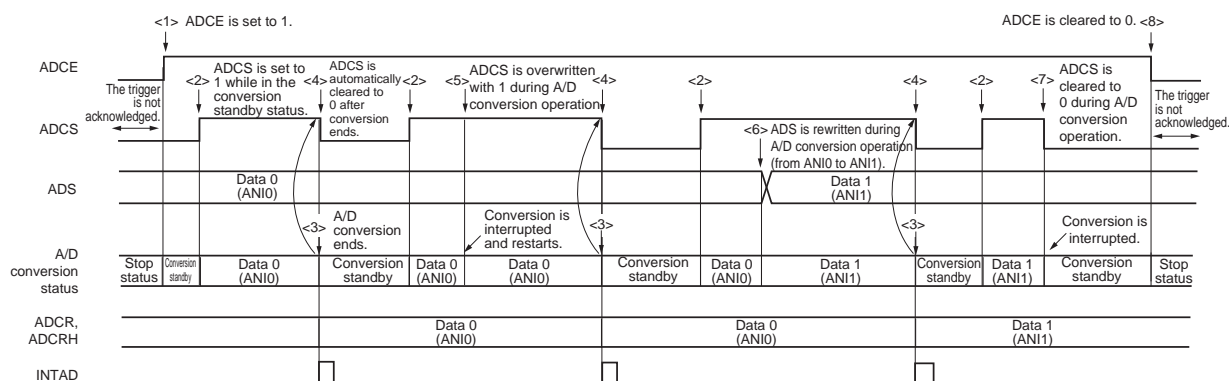 <1> ADCE is set to 1.
ADCE is cleared to 0. <8>
ADCE
The trigger
is not
acknowledged.
<2>
ADCS is set to
1 while in the
conversion
standby status.
<4>
ADCS is
automatically
cleared to
0 after
conversion
ends.
<2>
<5>
ADCS is overwritten
with 1 during A/D
conversion operation
<4>
<2>
<4>
<2>
<7>
ADCS is
cleared to
0 during A/D
conversion
operation.
The trigger
is not
acknowledged.
ADCS
<6> ADS is rewritten during
A/D conversion operation
(from ANI0 to ANI1).
ADS
Data 0
(ANI0)
Data 1
(ANI1)
<3>
A/D
conversion
ends.
Conversion is
interrupted
and restarts.
<3>
<3>
Conversion is
interrupted.
A/D
conversion
status
Stop
status
Conversion
standby
Data 0
(ANI0)
Conversion
standby
Data 0
(ANI0)
Data 0
(ANI0)
Conversion
standby
Data 0
(ANI0)
Data 1
(ANI1)
Conversion
standby
Data 1
(ANI1)
Conversion
standby
Stop
status
ADCR,
ADCRH
Data 0
(ANI0)
Data 0
(ANI0)
Data 1
(ANI1)
INTAD